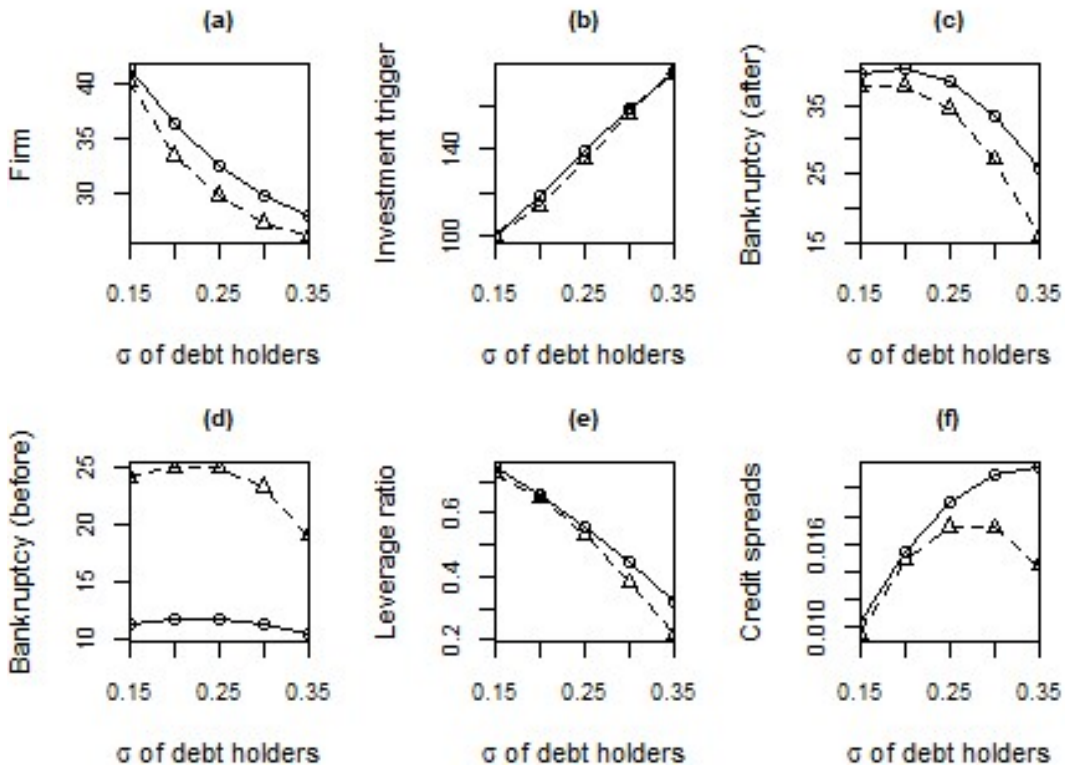 (a)
Firm
40
35
30
0.15 0.25 0.35
σ of debt holders
(b)
Investment trigger
140
100
0.15 0.25 0.35
σ of debt holders
(c)
Bankruptcy (after)
35
25
15
0.15 0.25 0.35
σ of debt holders
(d)
Bankruptcy (before)
25
20
15
10
0.15 0.25 0.35
σ of debt holders
(e)
Leverage ratio
0.6
0.4
0.2
0.15 0.25 0.35
σ of debt holders
(f)
Credit spreads
0.016
0.010
0.15 0.25 0.35
σ of debt holders